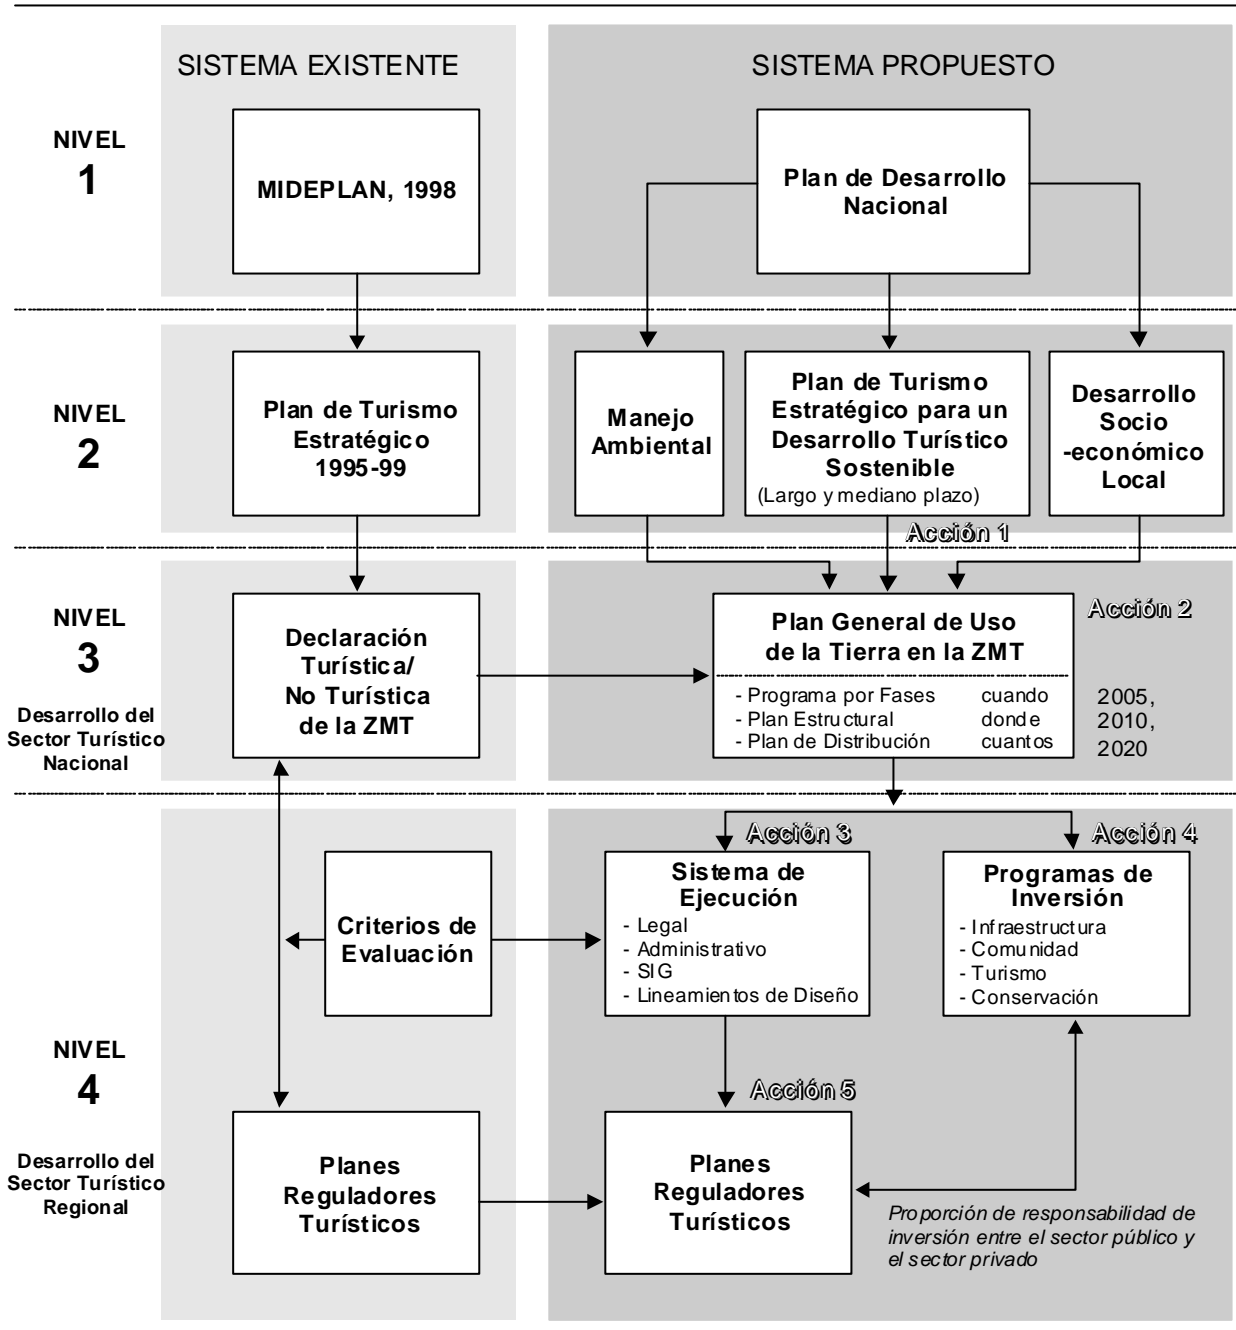 SISTEMA EXISTENTE
SISTEMA PROPUESTO
NIVEL
1
MIDEPLAN, 1998
Plan de Desarrollo
Nacional
NIVEL
2
Plan de Turismo
Estratégico
1995-99
Manejo
Ambiental
Plan de Turismo
Estratégico para un
Desarrollo Turístico
Sostenible
(Largo y mediano plazo)
Desarrollo
Socio
-económico
Local
Acción 1
NIVEL
3
Desarrollo del
Sector Turístico
Nacional
Declaración
Turística/
No Turística
de la ZMT
Plan General de Uso
de la Tierra en la ZMT
- Programa por Fases cuando
- Plan Estructural donde
- Plan de Distribución cuantos
Acción 2
2005,
2010,
2020
NIVEL
4
Desarrollo del
Sector Turístico
Regional
Criterios de
Evaluación
Acción 3
Sistema de
Ejecución
- Legal
- Administrativo
- SIG
- Lineamientos de Diseño
Acción 4
Programas de
Inversión
- Infraestructura
- Comunidad
- Turismo
- Conservación
Planes
Reguladores
Turísticos
Acción 5
Planes
Reguladores
Turísticos
Proporción de responsabilidad de
inversión entre el sector público y
el sector privado